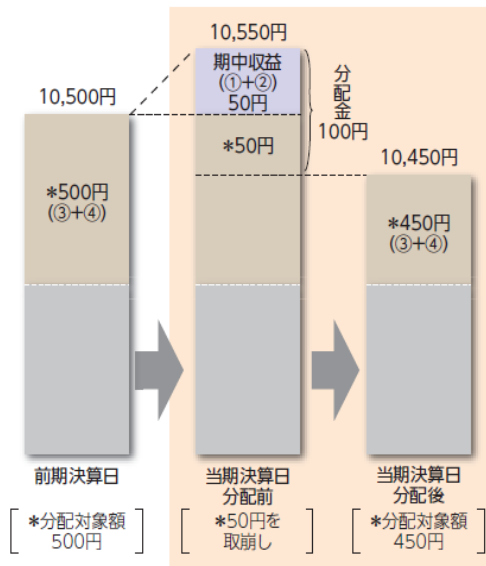 10,550円
期中収益
(①+②)
50円
分配金
100円
10,500円
*50円
10,450円
*500円
(③+④)
*450円
(③+④)
前期決算日
当期決算日
分配前
当期決算日
分配後
*分配対象額
500円
*50円を
取崩し
*分配対象額
450円